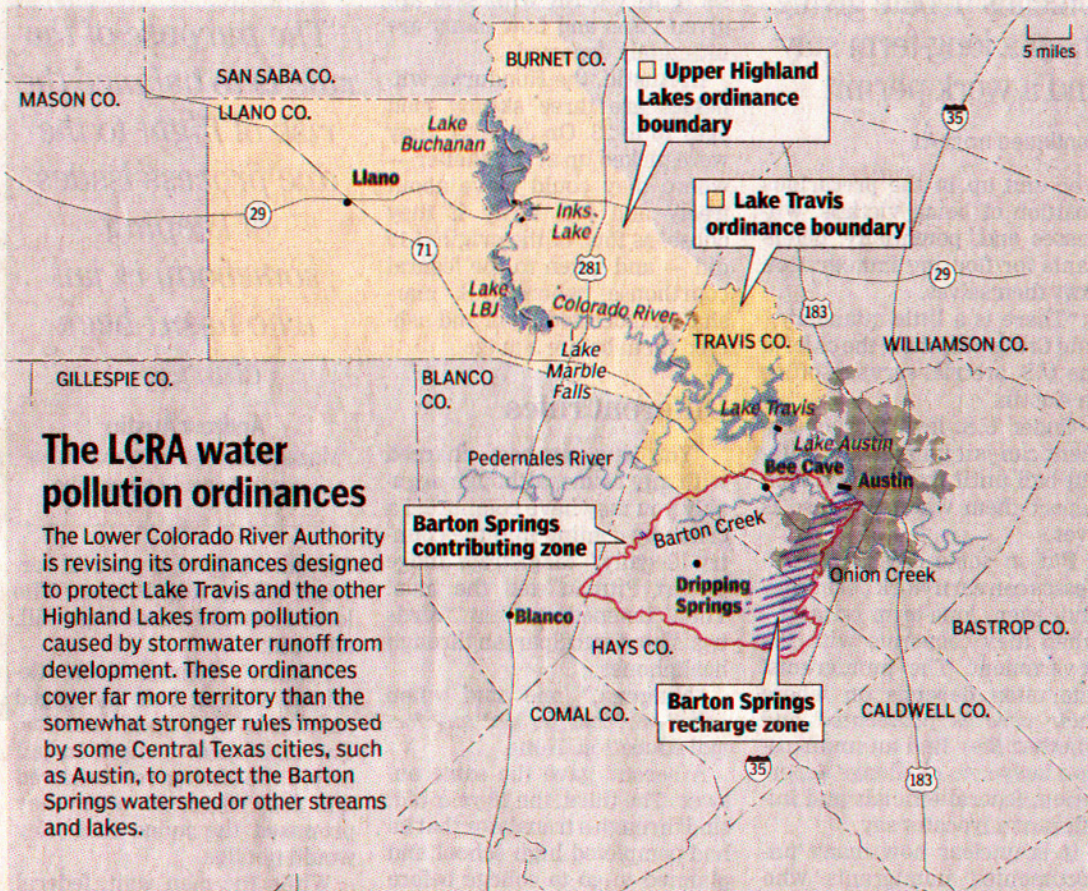 5 miles
BURNET CO.
SAN SABA CO.
MASON CO.
LLANO CO.
Upper Highland
Lakes ordinance
boundary
35
Lake
Buchanan
Llano
Lake Travis
ordinance boundary
29
Inks
Lake
71
281
29
Lake
LBJ
Colorado River
183
TRAVIS CO.
WILLIAMSON CO.
Lake
Marble
Falls
GILLESPIE CO.
BLANCO
CO.
Lake Travis
Lake Austin
The LCRA water
pollution ordinances
Pedernales River
Bee Cave
Austin
The Lower Colorado River Authority
is revising its ordinances designed
to protect Lake Travis and the other
Highland Lakes from pollution
caused by stormwater runoff from
development. These ordinances
cover far more territory than the
somewhat stronger rules imposed
by some Central Texas cities, such
as Austin, to protect the Barton
Springs watershed or other streams
and lakes.
Barton Springs
contributing zone
Barton Creek
Onion Creek
Dripping
Springs
Blanco
BASTROP CO.
HAYS CO.
Barton Springs
recharge zone
COMAL CO.
CALDWELL CO.
35
183